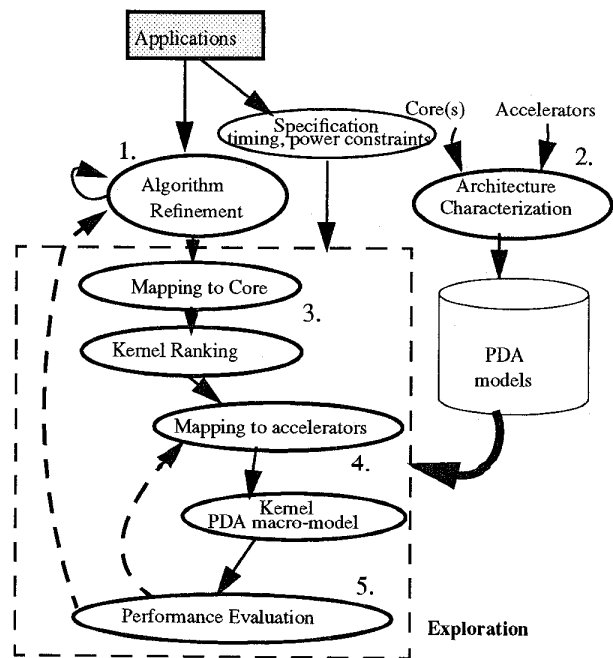 Applications
Core(s)
Accelerators
Specification
timing, power constraints
1.
2.
Algorithm
Refinement
Architecture
Characterization
Mapping to Core
3.
Kernel Ranking
PDA
models
Mapping to accelerators
4.
Kernel
PDA macro-model
5.
Performance Evaluation
Exploration